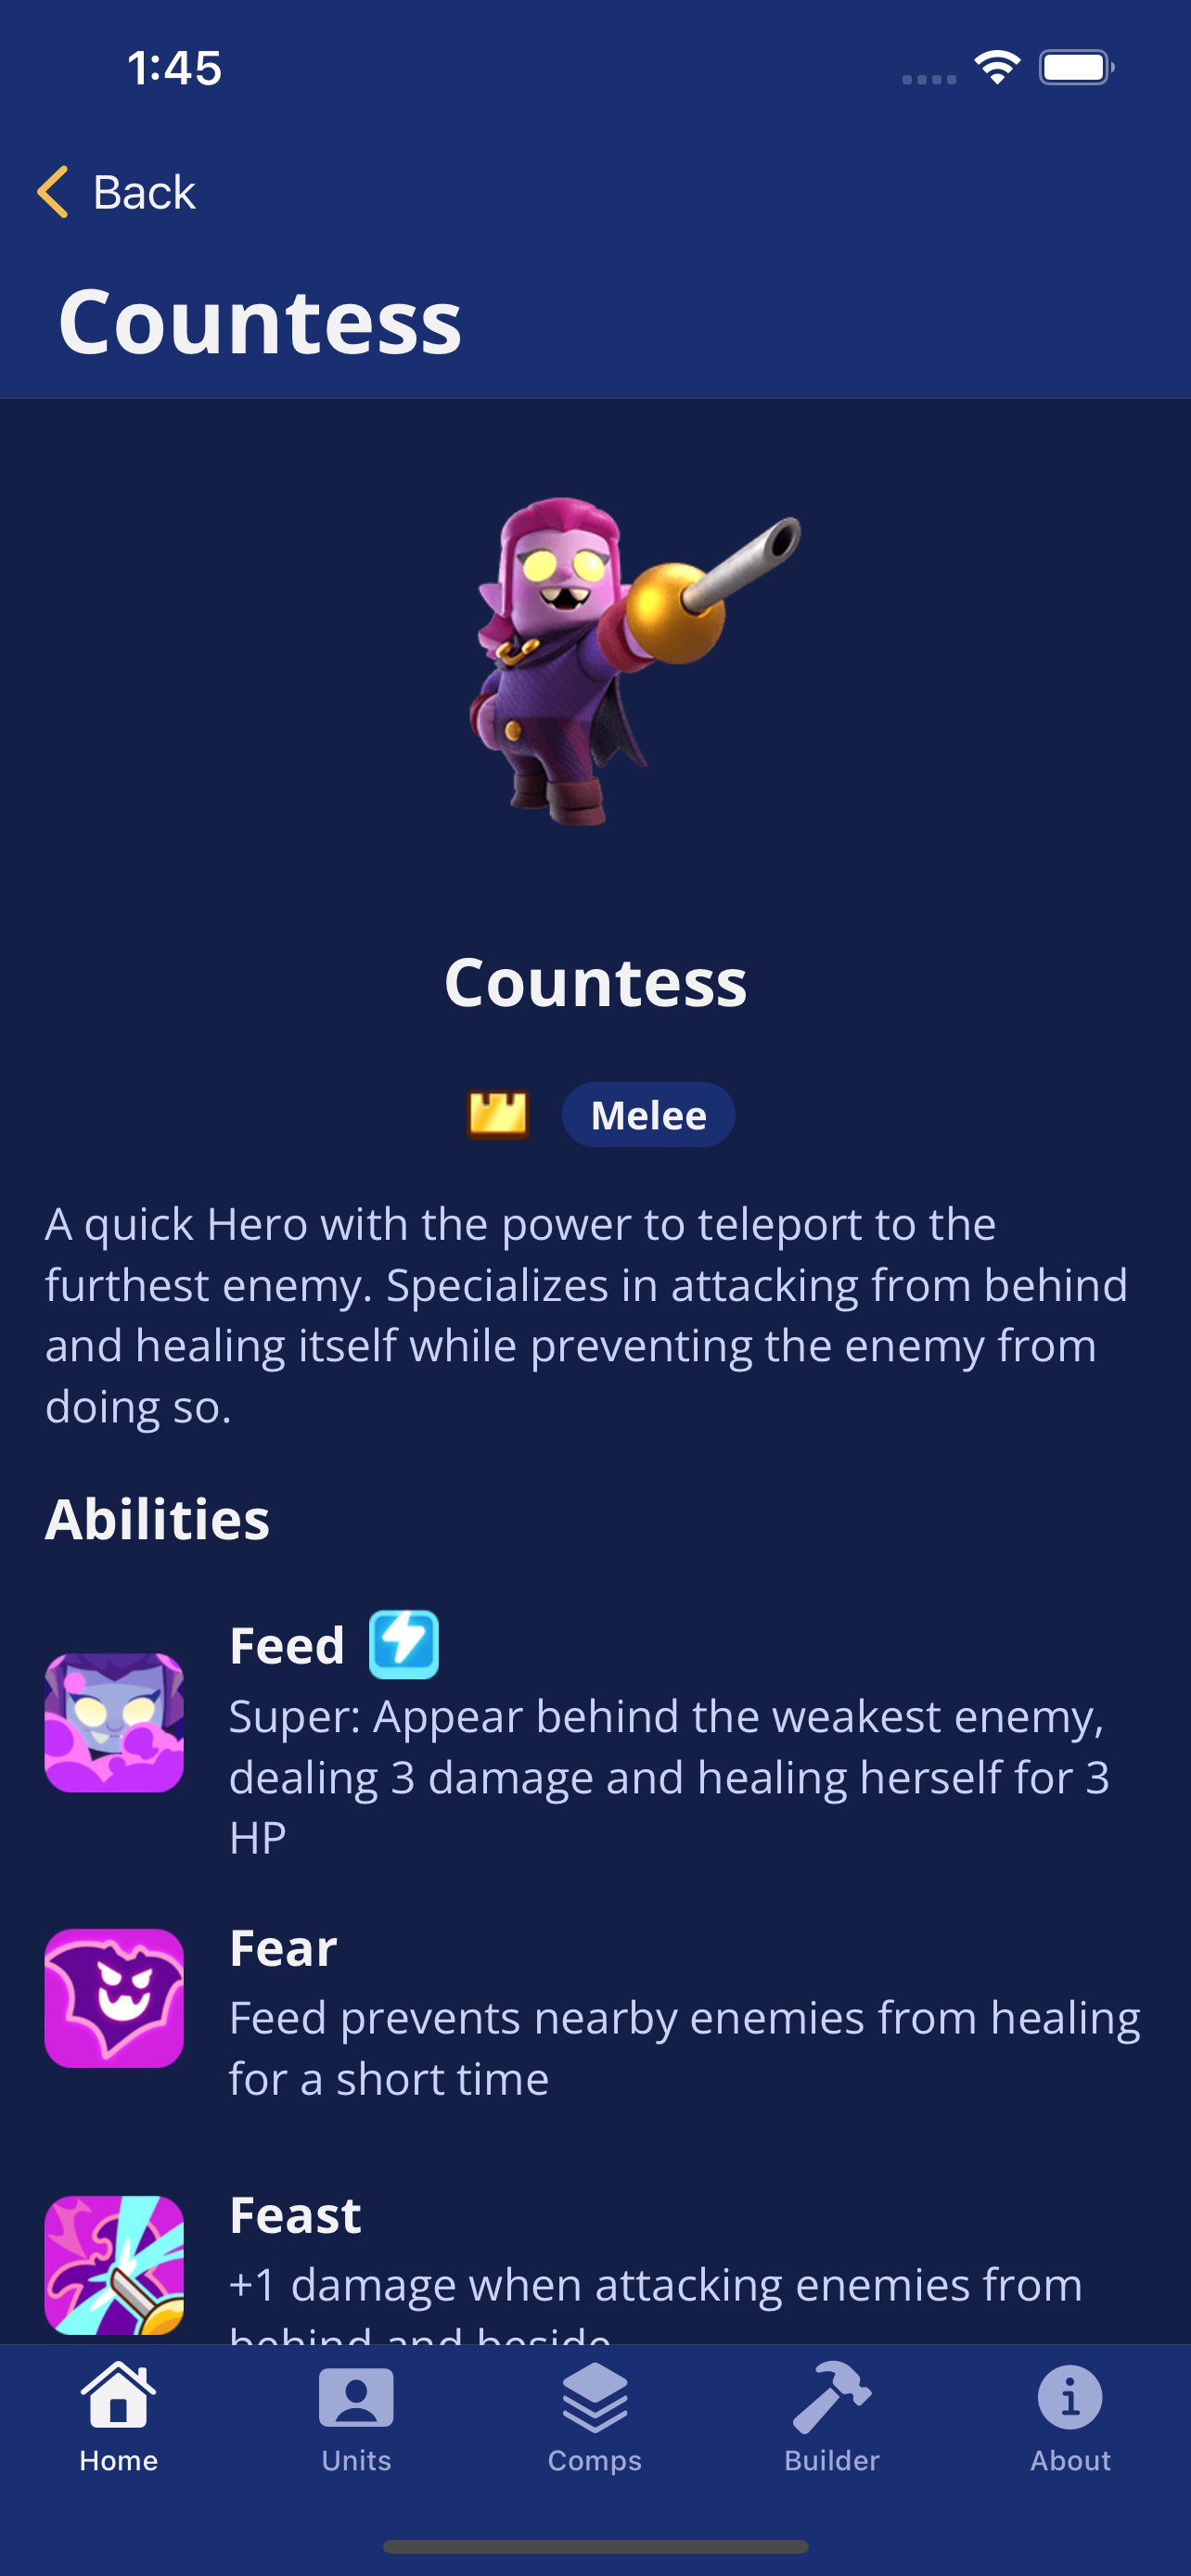 1:45
Back
Countess
Countess
Melee
A quick Hero with the power to teleport to the
furthest enemy. Specializes in attacking from behind
and healing itself while preventing the enemy from
doing so.
Abilities
Feed
Super: Appear behind the weakest enemy,
dealing 3 damage and healing herself for 3
HP
Fear
Feed prevents nearby enemies from healing
for a short time
Feast
+1 damage when attacking enemies from
behind and beside
Home
Units
Comps
Builder
About